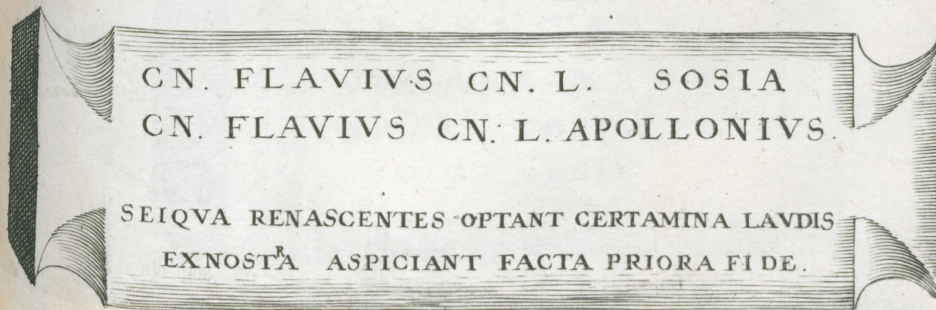 CN. FLAVIVS CN. L. SOSIA
CN. FLAVIVS CN. L. APOLLONIVS.
SEIQVA RENASCENTES OPTANT CERTAMINA LAVDIS
EXNOSTRA ASPICIANT FACTA PRIORA FIDE.